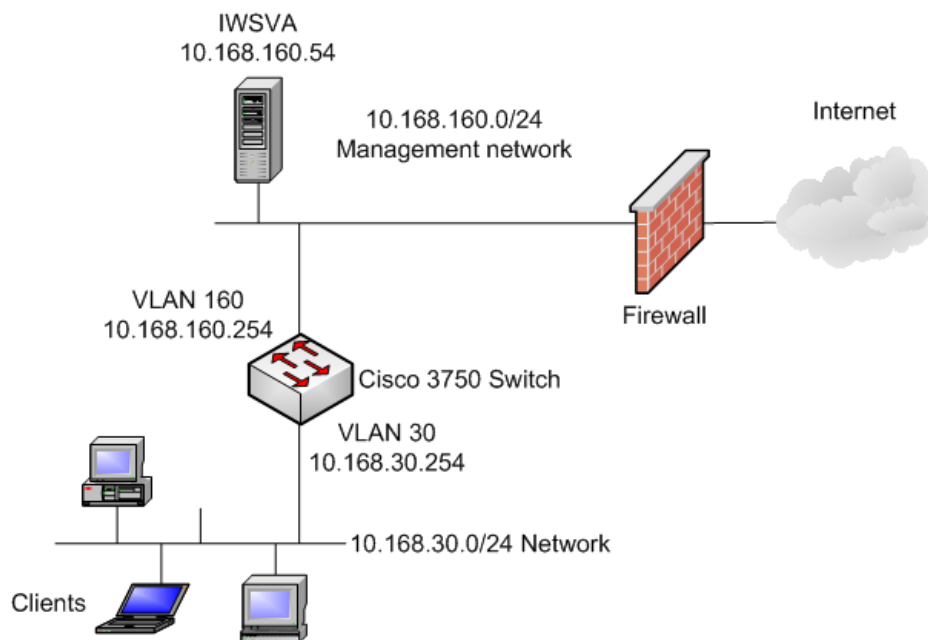 IWSVA
10.168.160.54
10.168.160.0/24
Management network
Internet
Firewall
VLAN 160
10.168.160.254
Cisco 3750 Switch
VLAN 30
10.168.30.254
10.168.30.0/24 Network
Clients